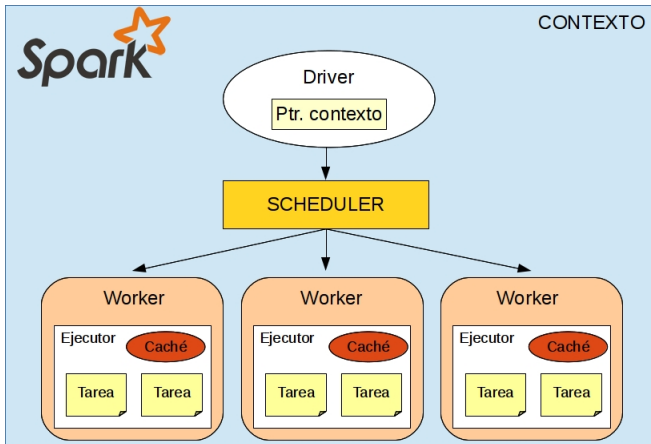 Spark
CONTEXTO
Driver
Ptr. contexto
SCHEDULER
Worker
Ejecutor
Caché
Tarea Tarea
Worker
Ejecutor
Caché
Tarea Tarea
Worker
Ejecutor
Caché
Tarea Tarea